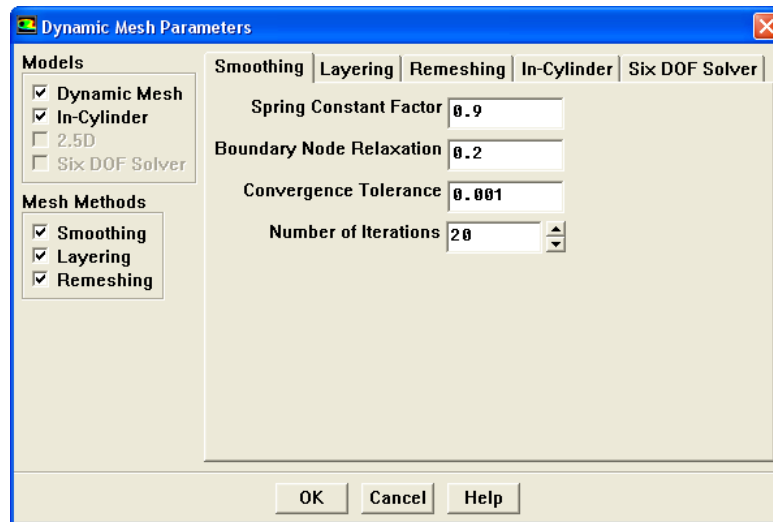 Dynamic Mesh Parameters
Models
Dynamic Mesh
In-Cylinder
2.5D
Six DOF Solver
Mesh Methods
Smoothing
Layering
Remeshing
Smoothing Layering Remeshing In-Cylinder Six DOF Solver
Spring Constant Factor 0.9
Boundary Node Relaxation 0.2
Convergence Tolerance 0.001
Number of Iterations 20
OK Cancel Help